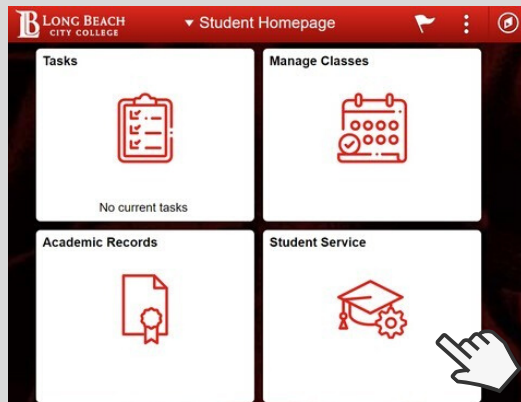 LONG BEACH
CITY COLLEGE
Student Homepage
Tasks
No current tasks
Manage Classes
Academic Records
Student Service